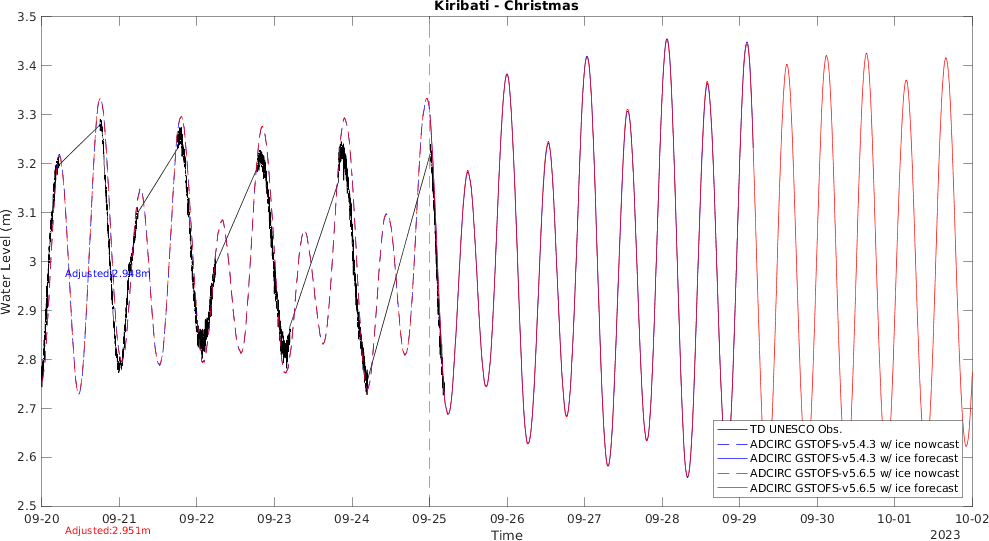 Kiribati - Christmas
Water Level (m)
3.5
3.4
3.3
3.2
3.1
3
2.9
2.8
2.7
2.6
2.5
Adjusted:2.948m
TD UNESCO Obs.
ADCIRC GSTOFS-v5.4.3 w/ ice nowcast
ADCIRC GSTOFS-v5.4.3 w/ ice forecast
ADCIRC GSTOFS-v5.6.5 w/ ice nowcast
ADCIRC GSTOFS-v5.6.5 w/ ice forecast
09-20 09-21 09-22 09-23 09-24 09-25 09-26 09-27 09-28 09-29 09-30 10-01 10-02
Adjusted:2.951m
Time
2023